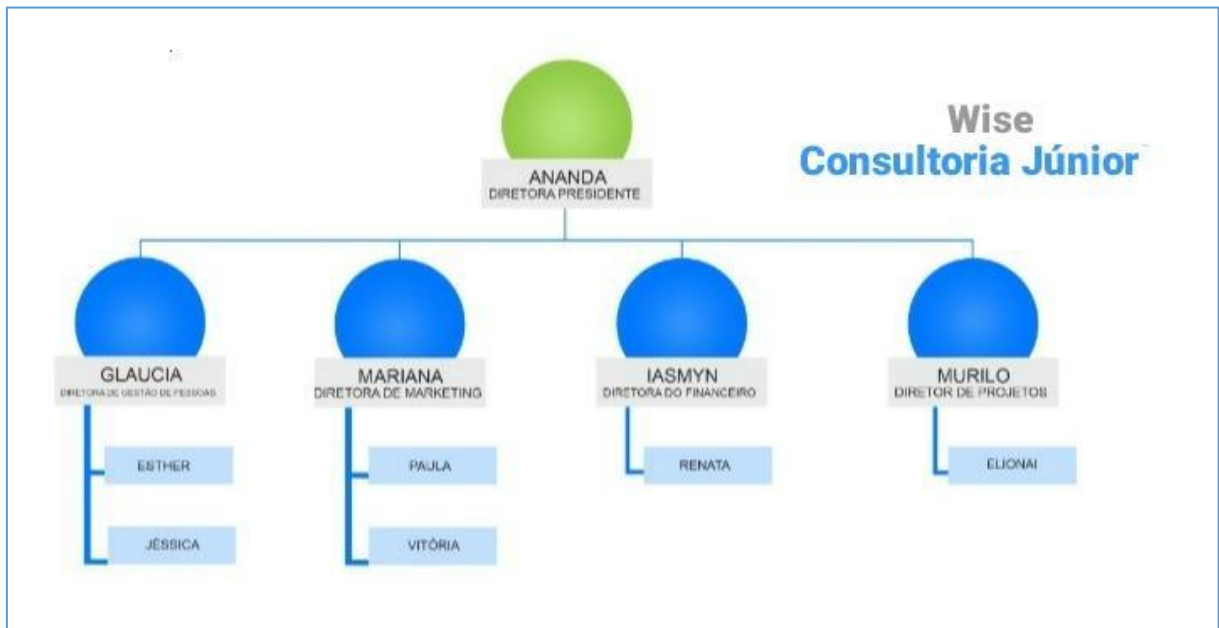 Wise
Consultoria Júnior
ANANDA
DIRETORA PRESIDENTE
GLAUCIA
DIRETORA DE GESTÃO DE PESSOAS
MARIANA
DIRETORA DE MARKETING
IASMYN
DIRETORA DO FINANCEIRO
MURILO
DIRETOR DE PROJETOS
ESTHER
PAULA
RENATA
ELIONAI
JÉSSICA
VITÓRIA